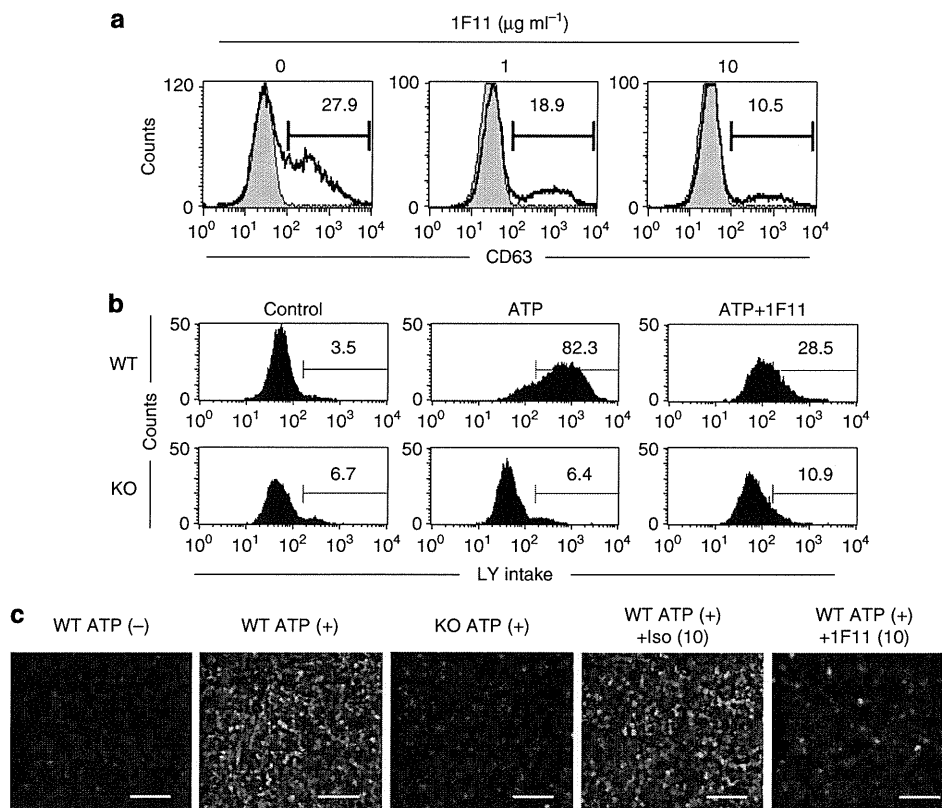 a
1F11 (μg ml⁻¹)
0 1 10
120 100 100
27.9 18.9 10.5
Counts
0 0 0
10⁰ 10¹ 10² 10³ 10⁴ 10⁰ 10¹ 10² 10³ 10⁴ 10⁰ 10¹ 10² 10³ 10⁴
CD63
b
Control ATP ATP+1F11
50 50 50
WT 3.5 82.3 28.5
0 0 0
10⁰ 10¹ 10² 10³ 10⁴ 10⁰ 10¹ 10² 10³ 10⁴ 10⁰ 10¹ 10² 10³ 10⁴
Counts
50 50 50
KO 6.7 6.4 10.9
0 0 0
10⁰ 10¹ 10² 10³ 10⁴ 10⁰ 10¹ 10² 10³ 10⁴ 10⁰ 10¹ 10² 10³ 10⁴
LY intake
c
WT ATP (–)
WT ATP (+)
KO ATP (+)
WT ATP (+)
+Iso (10)
WT ATP (+)
+1F11 (10)